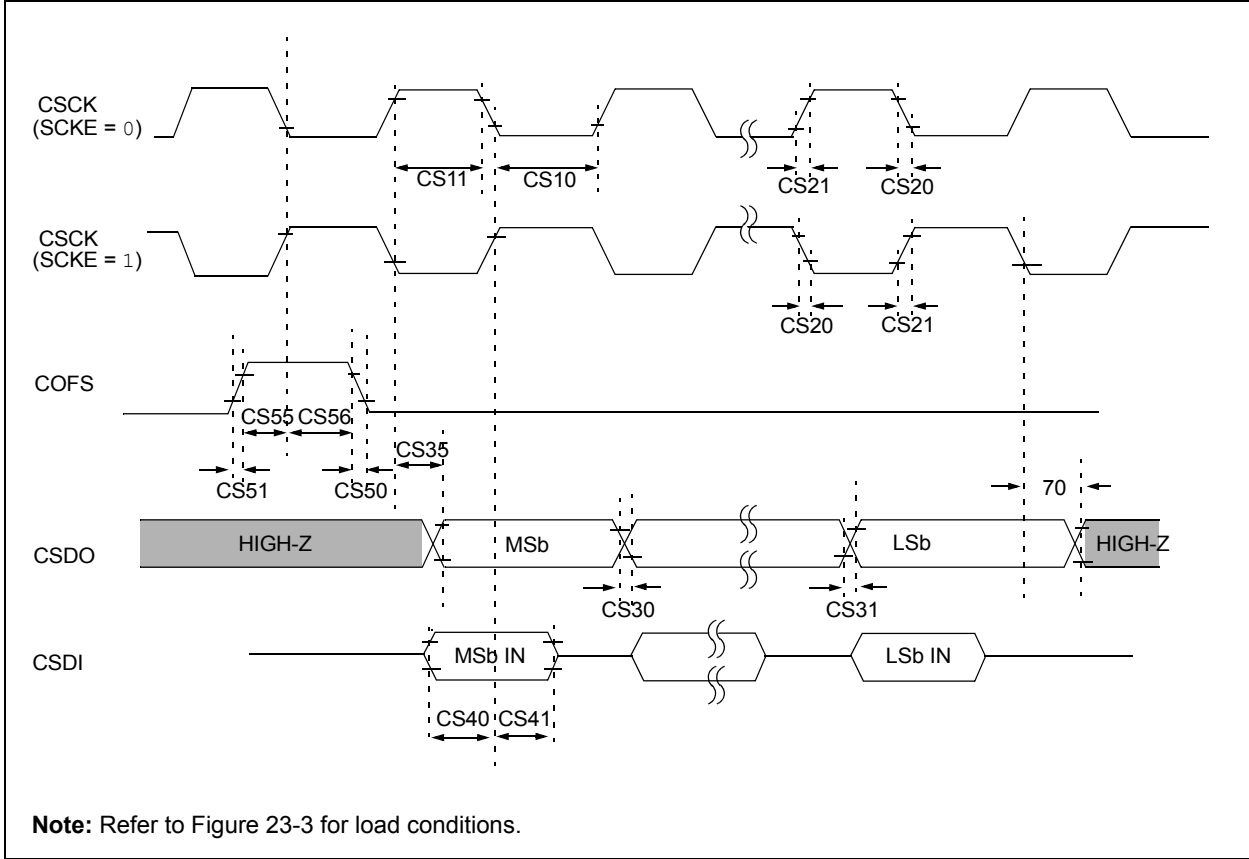 CSCK
(SCKE = 0)
CS11
CS10
CS21
CS20
CSCK
(SCKE = 1)
CS20
CS21
COFS
CS55
CS56
CS35
CS51
CS50
70
CSDO
HIGH-Z
MSb
LSb
HIGH-Z
CS30
CS31
CSDI
MSb IN
LSb IN
CS40
CS41
Note: Refer to Figure 23-3 for load conditions.